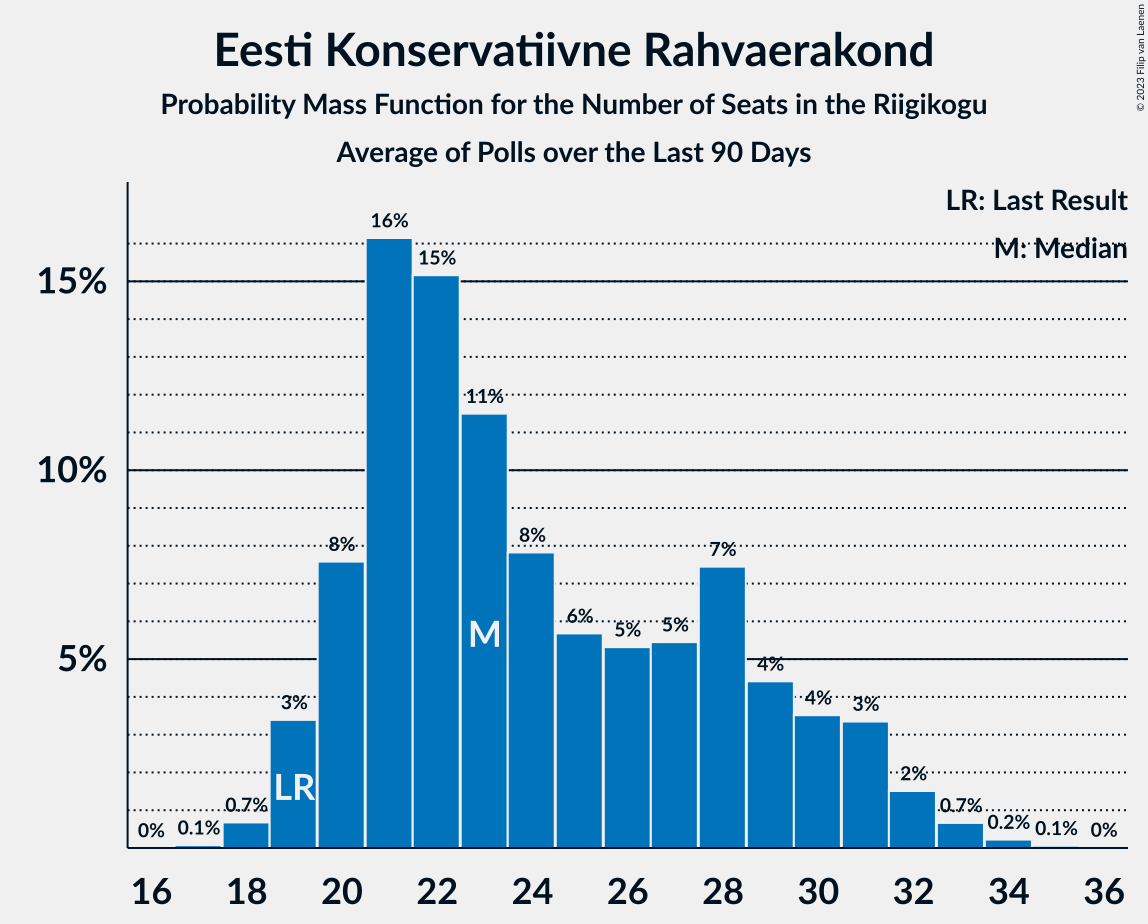 Eesti Konservatiivne Rahvaerakond
Probability Mass Function for the Number of Seats in the Riigikogu
Average of Polls over the Last 90 Days
© 2023 Filip van Laenen
LR: Last Result
M: Median
15%
10%
5%
0%
0.1%
0.7%
3%
8%
16%
15%
11%
8%
6%
5%
5%
7%
4%
4%
3%
2%
0.7%
0.2%
0.1%
0%
LR
M
16 18 20 22 24 26 28 30 32 34 36